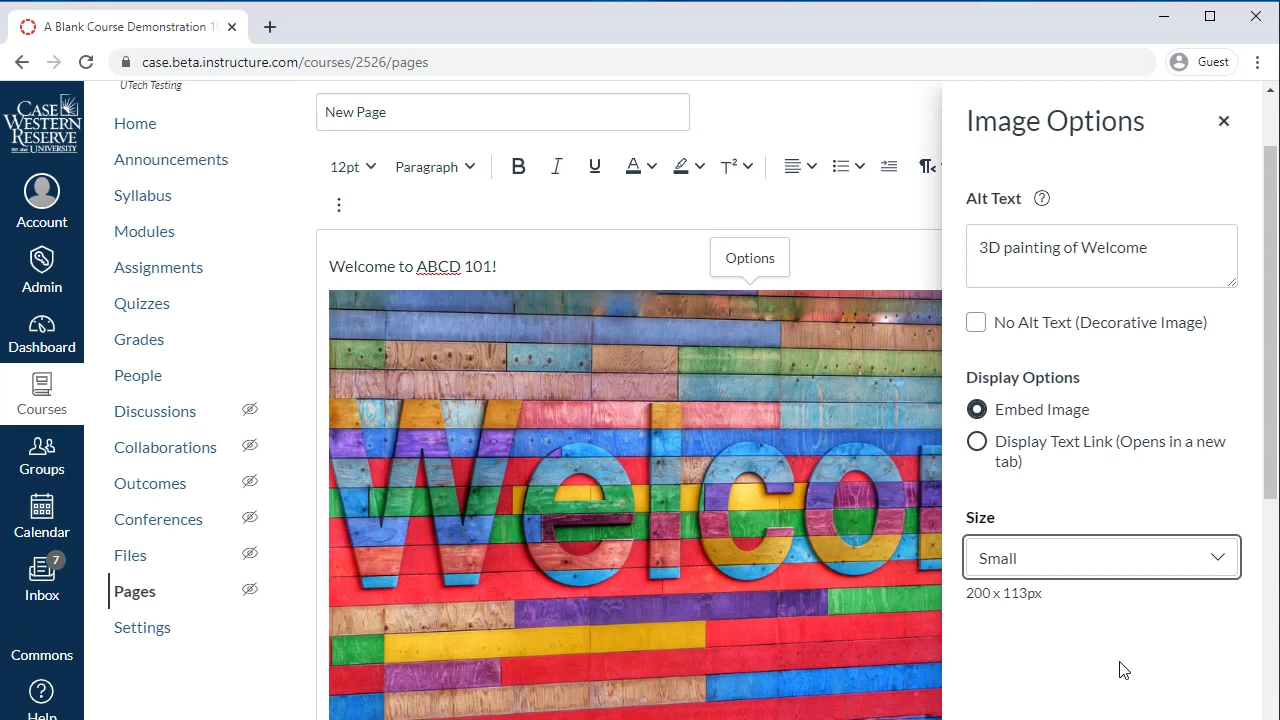 A Blank Course Demonstration 10
case.beta.instructure.com/courses/2526/pages
Guest
CASE
WESTERN
RESERVE
UNIVERSITY
Account
Admin
Dashboard
Courses
Groups
Calendar
7
Inbox
Commons
Help
UTech Testing
Home
Announcements
Syllabus
Modules
Assignments
Quizzes
Grades
People
Discussions
Collaborations
Outcomes
Conferences
Files
Pages
Settings
New Page
12pt
Paragraph
B I U A T²
Welcome to ABCD 101!
Options
Welco
Image Options
Alt Text
3D painting of Welcome
No Alt Text (Decorative Image)
Display Options
Embed Image
Display Text Link (Opens in a new
tab)
Size
Small
200 x 113px